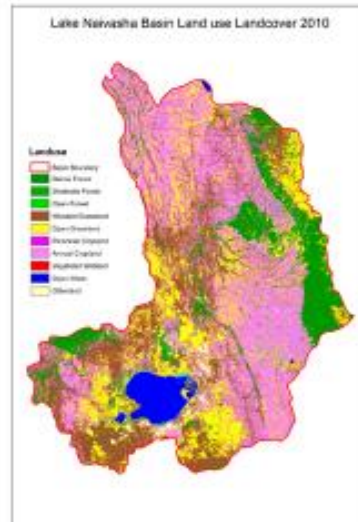 Lake Naivasha Basin Land use Landcover 2010
Landuse
Basin Boundary
Dense Forest
Moderate Forest
Open Forest
Wooded Grassland
Open Grassland
Perennial Cropland
Annual Cropland
Vegetated Wetland
Open Water
Otherland